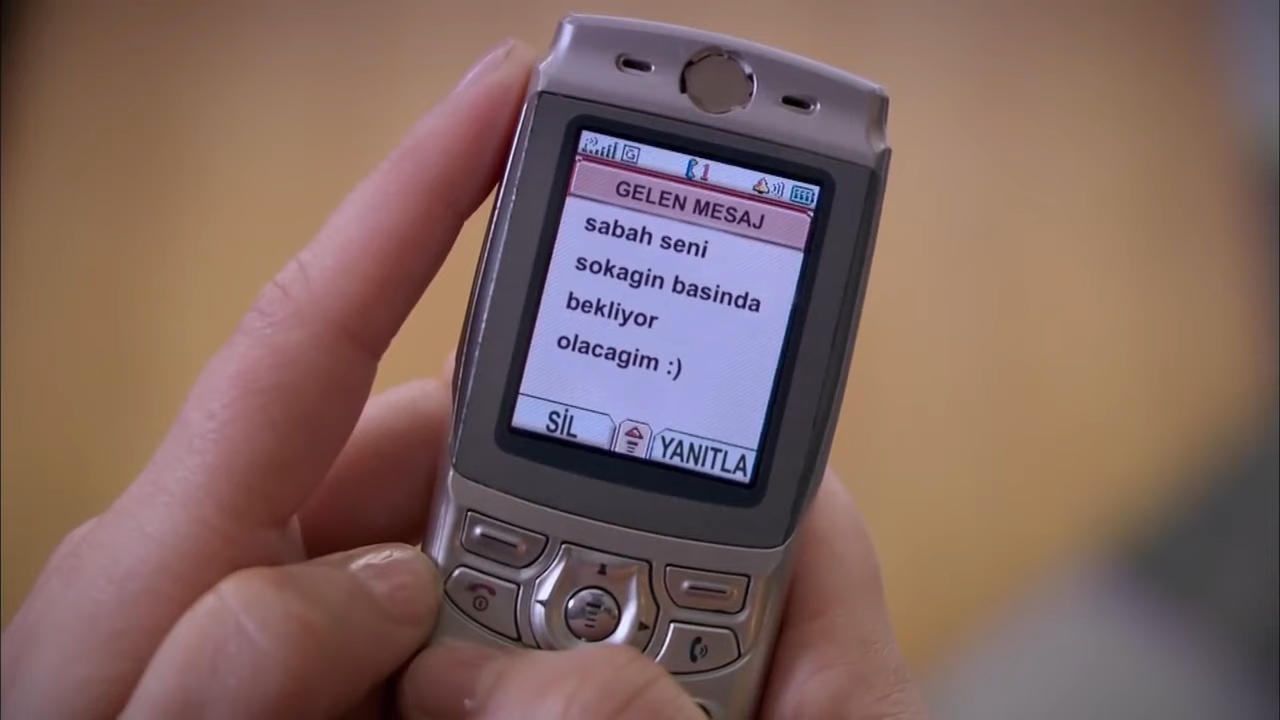 GELEN MESAJ
sabah seni
sokagin basinda
bekliyor
olacagim :)
SİL
YANITLA